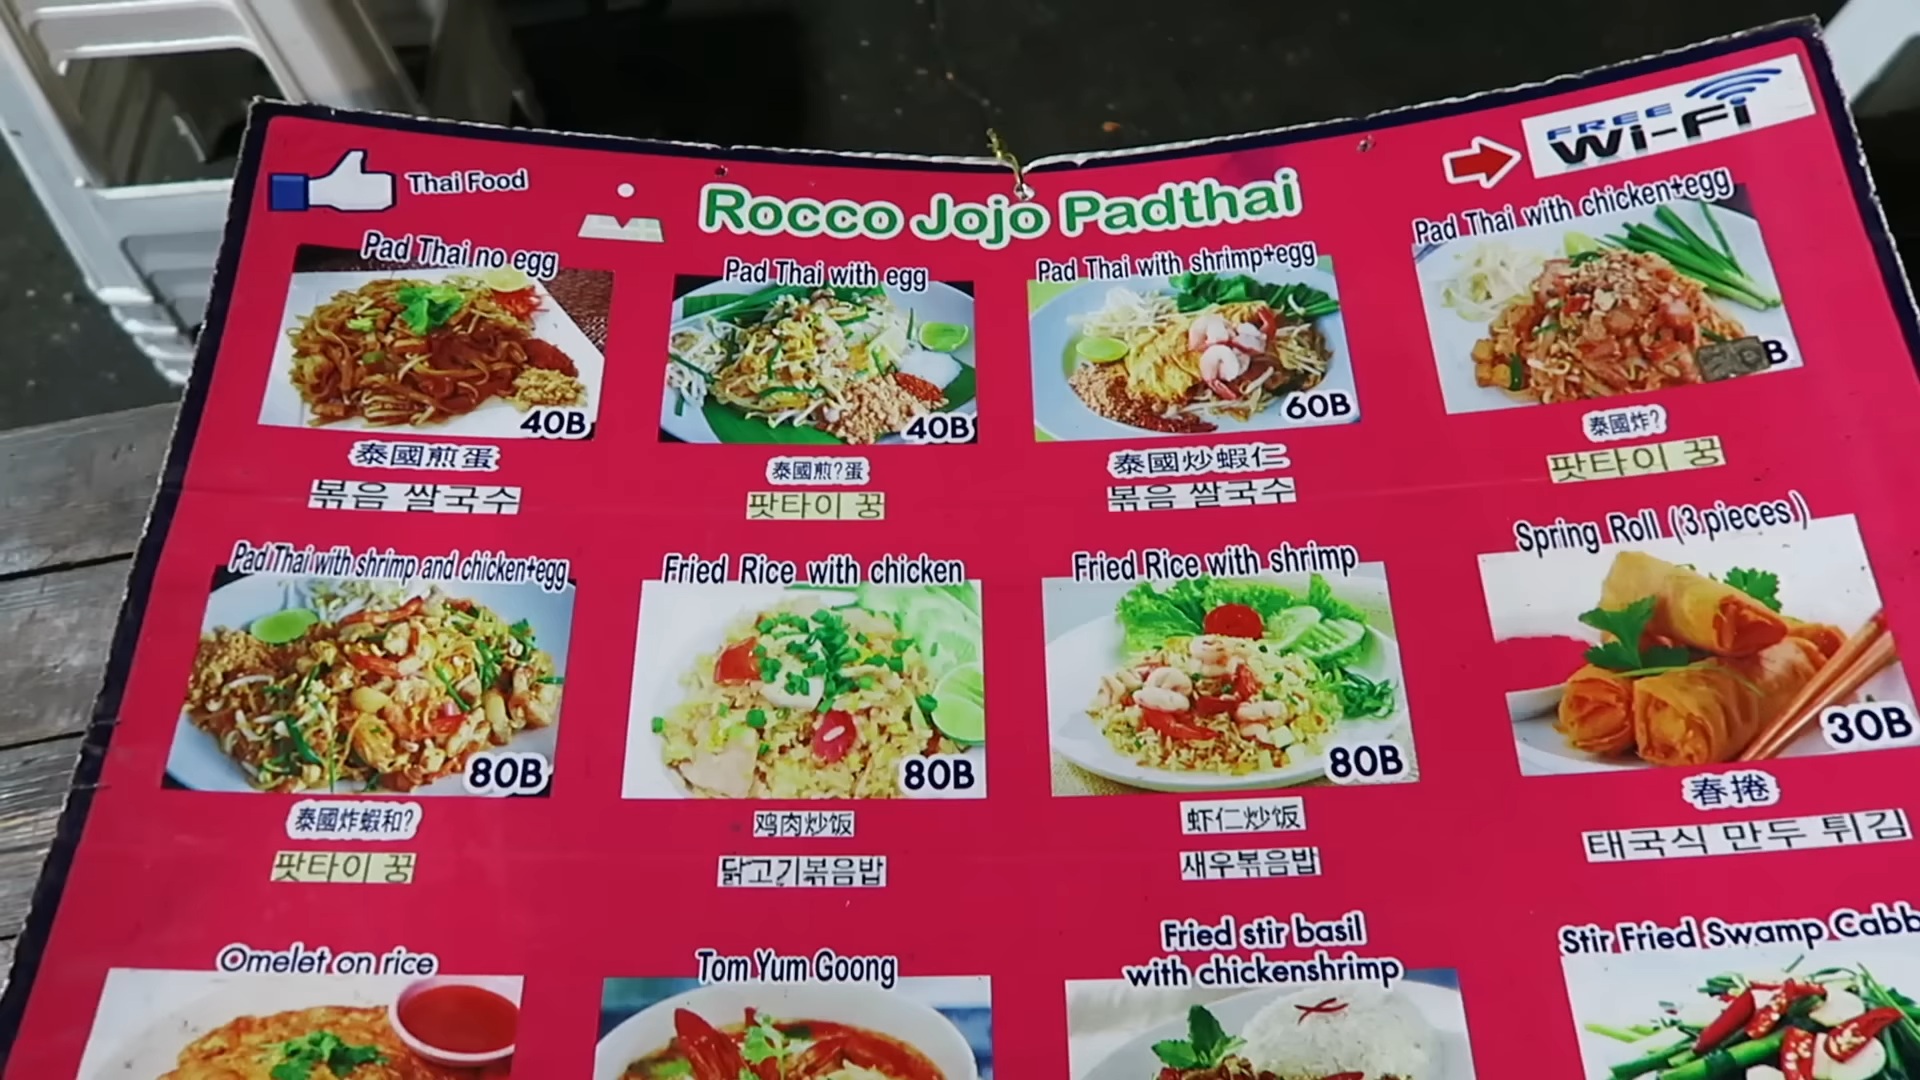 Thai Food
Rocco Jojo Padthai
FREE
Wi-Fi
Pad Thai no egg
Pad Thai with egg
Pad Thai with shrimp+egg
Pad Thai with chicken+egg
40B
40B
60B
B
泰國煎蛋
泰國煎?蛋
泰國炒蝦仁
泰國炸?
볶음 쌀국수
팟타이 꿍
볶음 쌀국수
팟타이 꿍
Pad Thai with shrimp and chicken+egg
Fried Rice with chicken
Fried Rice with shrimp
Spring Roll (3 pieces)
80B
80B
80B
30B
泰國炸蝦和?
鸡肉炒饭
虾仁炒饭
春捲
팟타이 꿍
닭고기볶음밥
새우볶음밥
태국식 만두 튀김
Omelet on rice
Tom Yum Goong
Fried stir basil
with chickenshrimp
Stir Fried Swamp Cabb